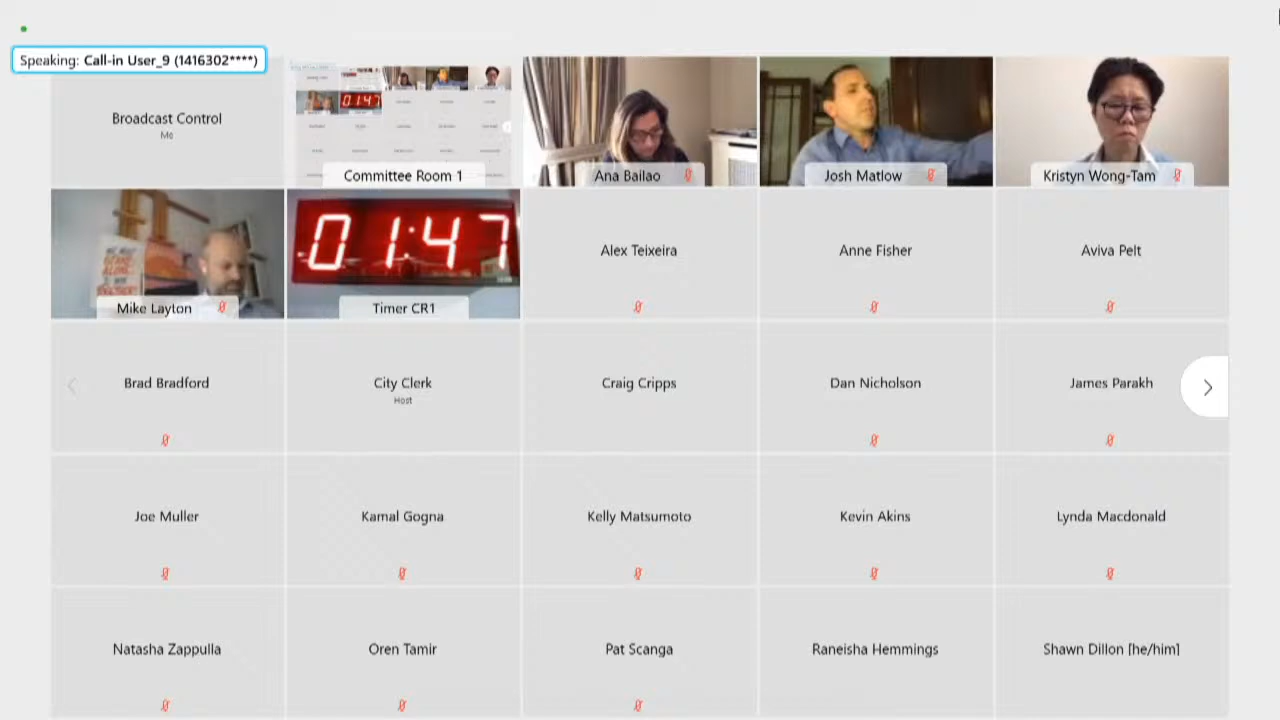 Speaking: Call-in User_9 (1416302****)
Broadcast Control
Me
Committee Room 1
Ana Bailao
Josh Matlow
Kristyn Wong-Tam
Mike Layton
01:47
Timer CR1
Alex Teixeira
Anne Fisher
Aviva Pelt
Brad Bradford
City Clerk
Host
Craig Cripps
Dan Nicholson
James Parakh
Joe Muller
Kamal Gogna
Kelly Matsumoto
Kevin Akins
Lynda Macdonald
Natasha Zappulla
Oren Tamir
Pat Scanga
Raneisha Hemmings
Shawn Dillon [he/him]